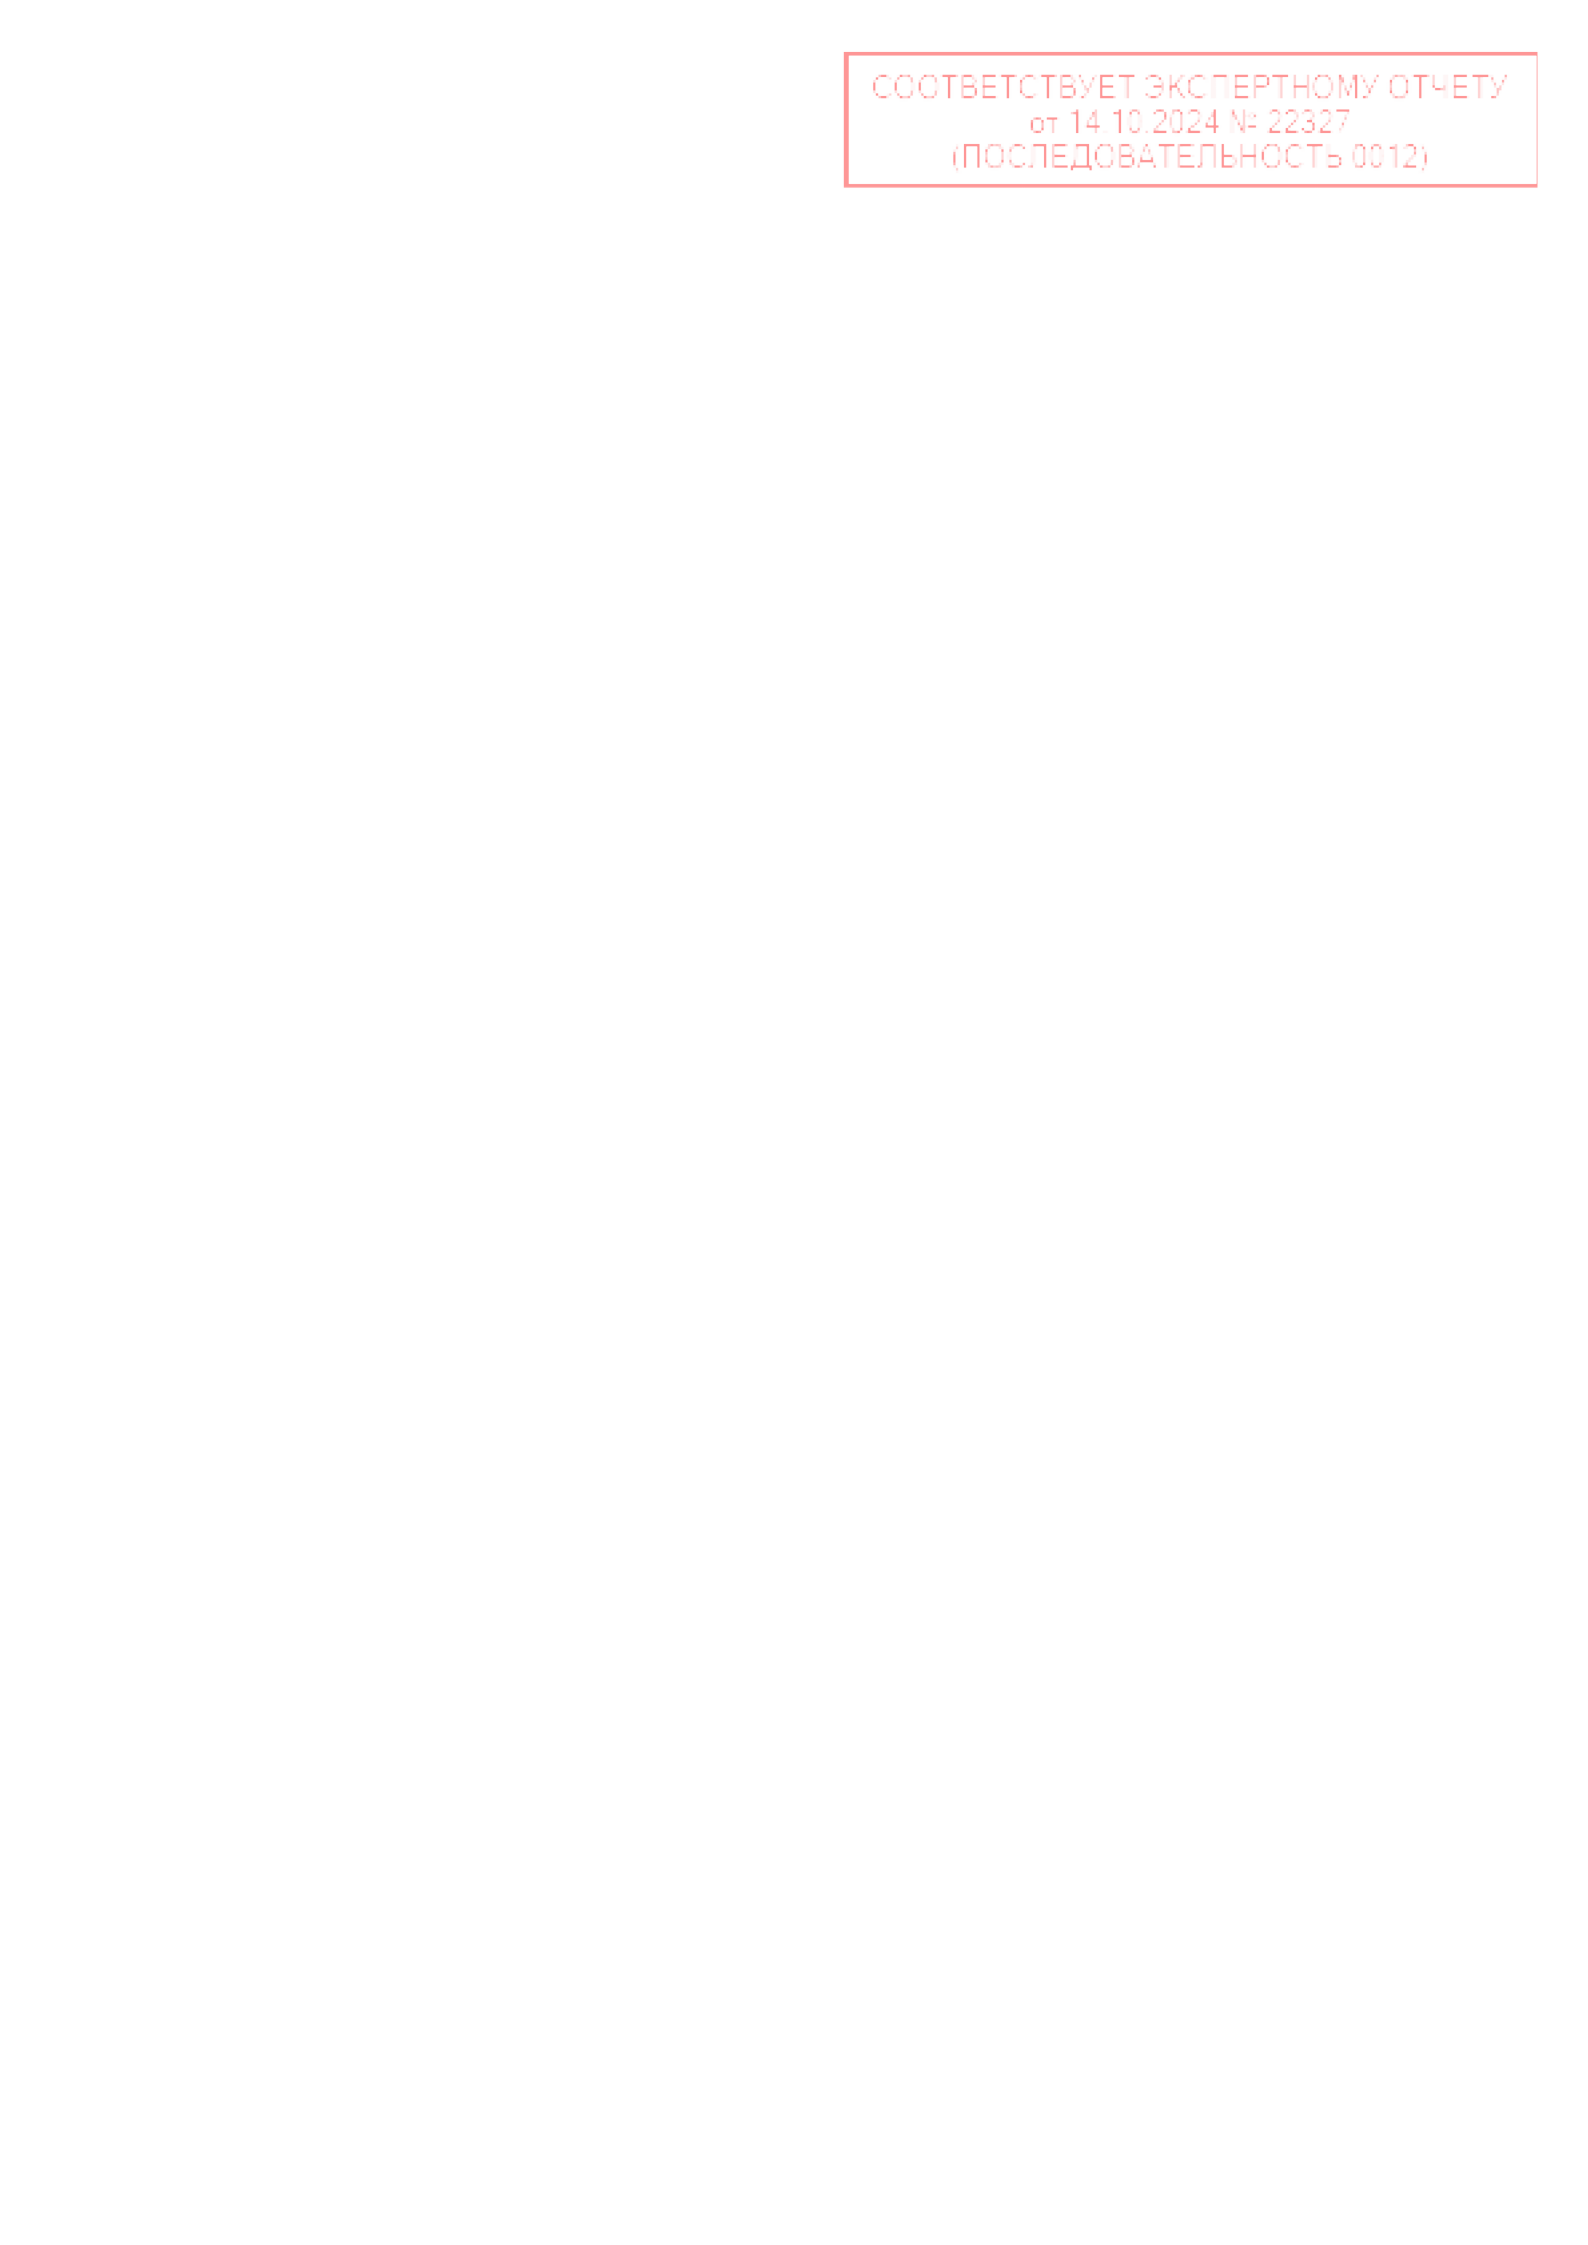 СООТВЕТСТВУЕТ ЭКСПЕРТНОМУ ОТЧЕТУ
от 14.10.2024 № 22327
(ПОСЛЕДОВАТЕЛЬНОСТЬ 0012)